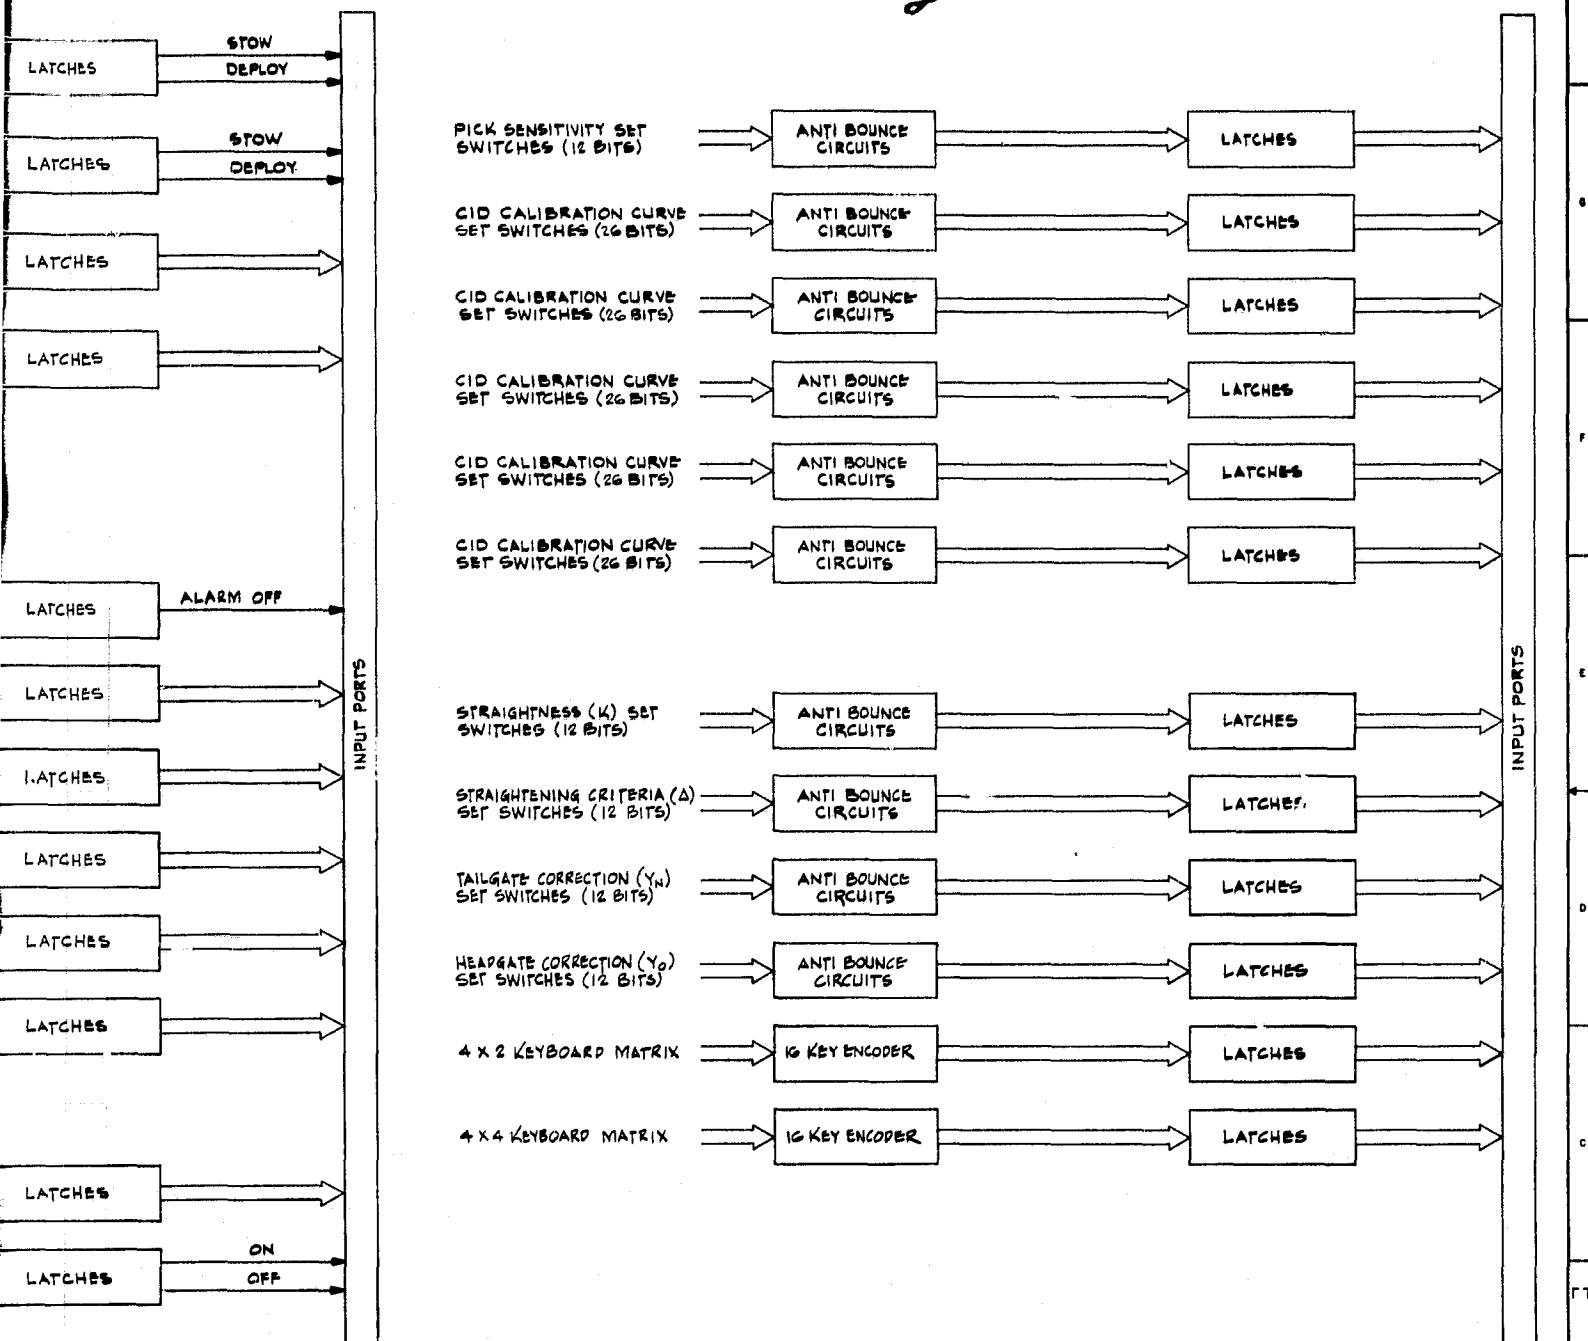 LATCHES
STOW
DEPLOY
LATCHES
STOW
DEPLOY
LATCHES
LATCHES
LATCHES
ALARM OFF
LATCHES
LATCHES
LATCHES
LATCHES
LATCHES
LATCHES
LATCHES
ON
OFF
INPUT PORTS
PICK SENSITIVITY SET
SWITCHES (12 BITS)
ANTI BOUNCE
CIRCUITS
LATCHES
CID CALIBRATION CURVE
SET SWITCHES (26 BITS)
ANTI BOUNCE
CIRCUITS
LATCHES
CID CALIBRATION CURVE
SET SWITCHES (26 BITS)
ANTI BOUNCE
CIRCUITS
LATCHES
CID CALIBRATION CURVE
SET SWITCHES (26 BITS)
ANTI BOUNCE
CIRCUITS
LATCHES
CID CALIBRATION CURVE
SET SWITCHES (26 BITS)
ANTI BOUNCE
CIRCUITS
LATCHES
CID CALIBRATION CURVE
SET SWITCHES (26 BITS)
ANTI BOUNCE
CIRCUITS
LATCHES
STRAIGHTNESS (K) SET
SWITCHES (12 BITS)
ANTI BOUNCE
CIRCUITS
LATCHES
STRAIGHTENING CRITERIA (Δ)
SET SWITCHES (12 BITS)
ANTI BOUNCE
CIRCUITS
LATCHES
TAILGATE CORRECTION (YN)
SET SWITCHES (12 BITS)
ANTI BOUNCE
CIRCUITS
LATCHES
HEADGATE CORRECTION (Y0)
SET SWITCHES (12 BITS)
ANTI BOUNCE
CIRCUITS
LATCHES
4 X 2 KEYBOARD MATRIX
16 KEY ENCODER
LATCHES
4 X 4 KEYBOARD MATRIX
16 KEY ENCODER
LATCHES
INPUT PORTS
F
E
D
C